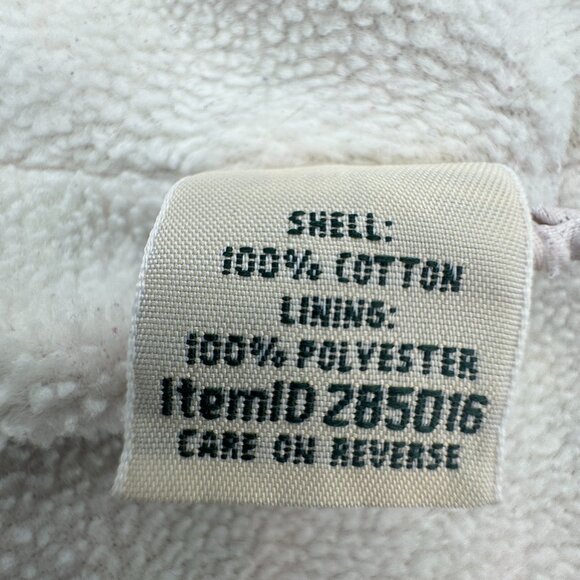 SHELL:
100% COTTON
LINING:
100% POLYESTER
ItemID 285016
CARE ON REVERSE